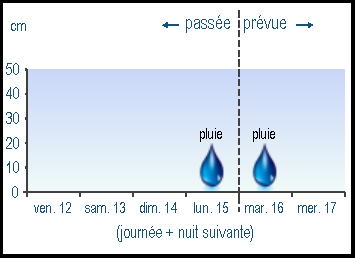 ← passée prévue →
cm
50
40
30
20
10
0
pluie pluie
ven. 12 sam. 13 dim. 14 lun. 15 mar. 16 mer. 17
(journée + nuit suivante)